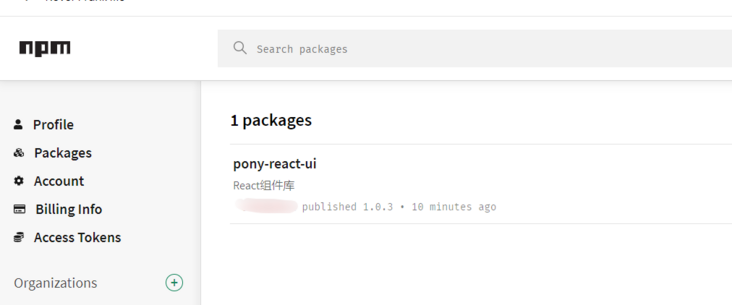 npm
Search packages
Profile
Packages
Account
Billing Info
Access Tokens
Organizations
1 packages
pony-react-ui
React组件库
published 1.0.3 • 10 minutes ago